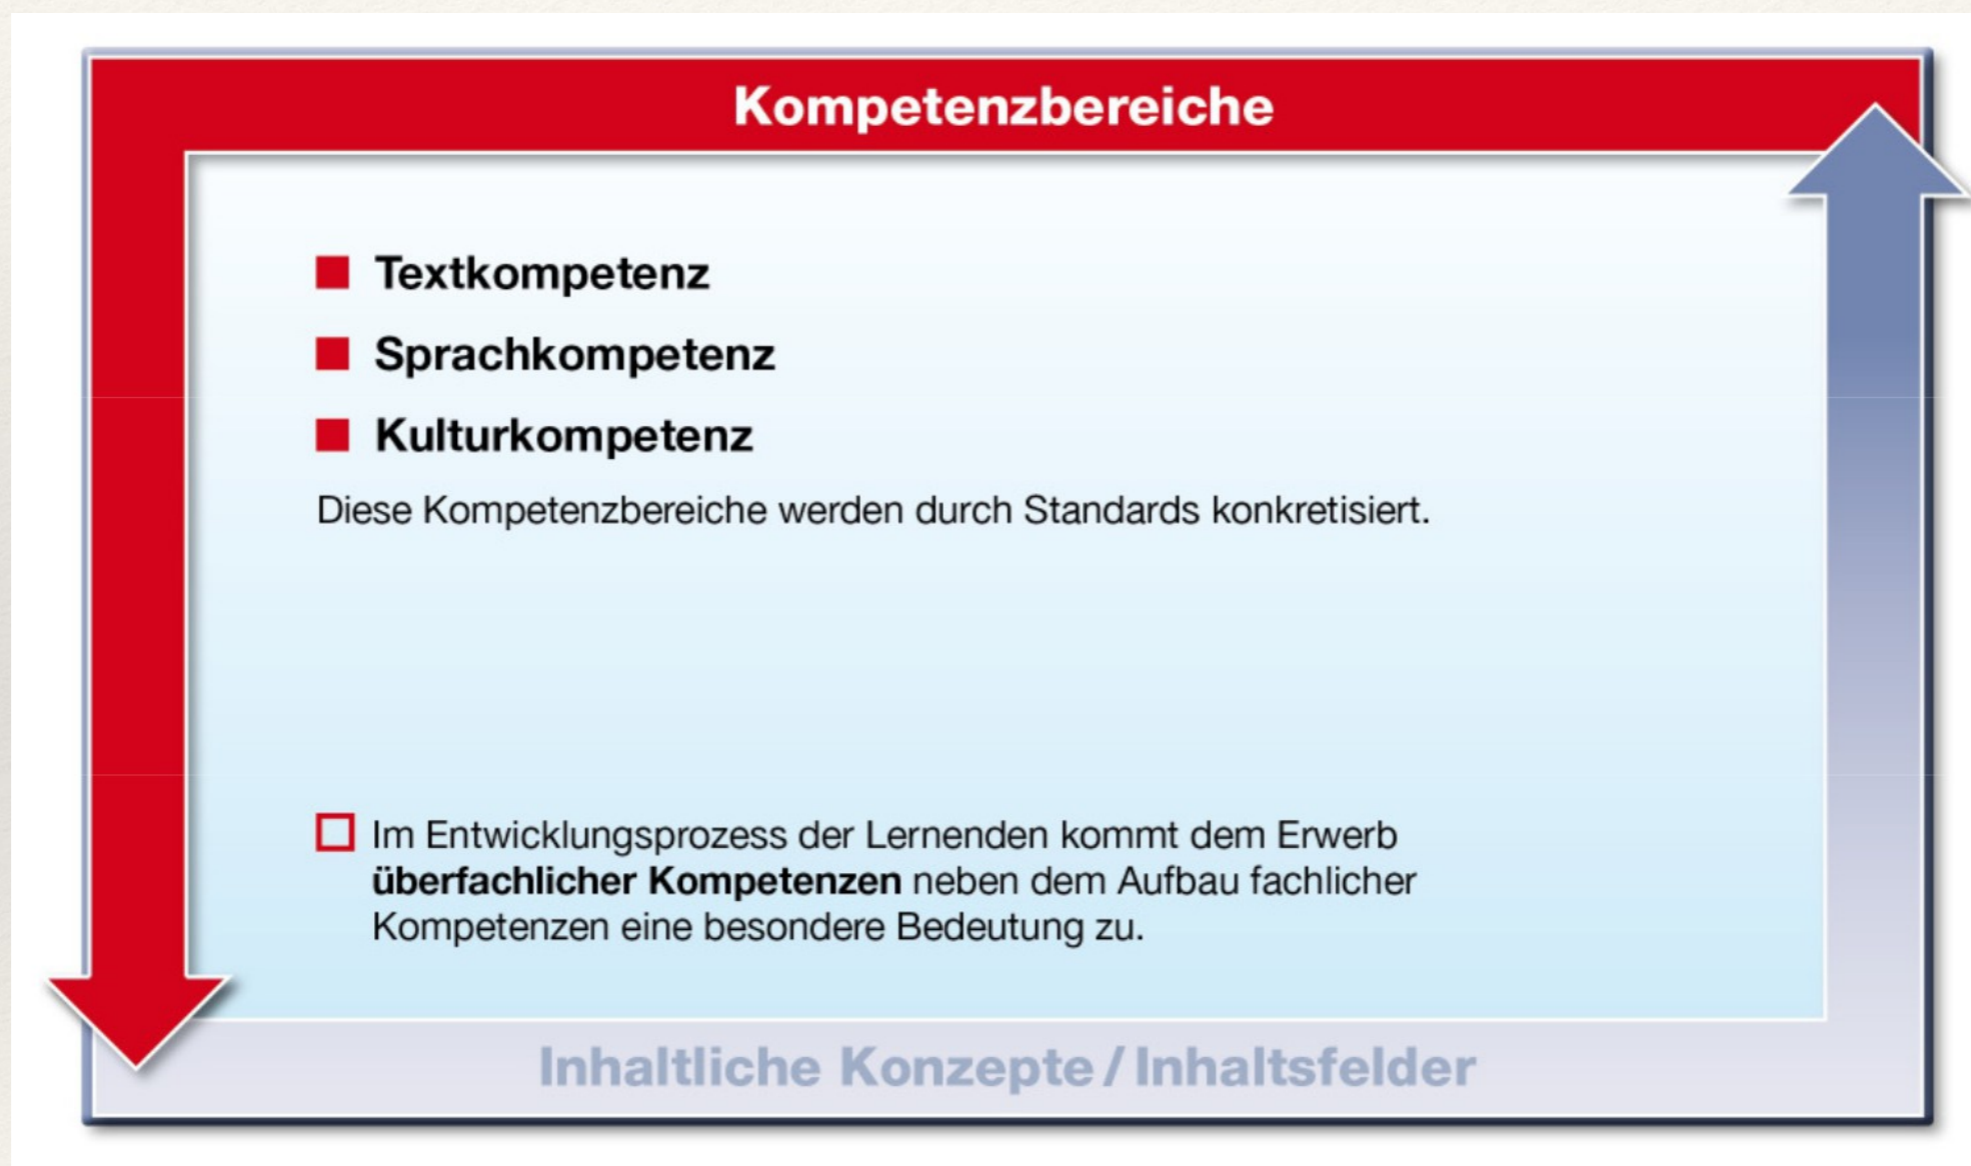 Kompetenzbereiche
Textkompetenz
Sprachkompetenz
Kulturkompetenz
Diese Kompetenzbereiche werden durch Standards konkretisiert.
Im Entwicklungsprozess der Lernenden kommt dem Erwerb
überfachlicher Kompetenzen neben dem Aufbau fachlicher
Kompetenzen eine besondere Bedeutung zu.
Inhaltliche Konzepte / Inhaltsfelder